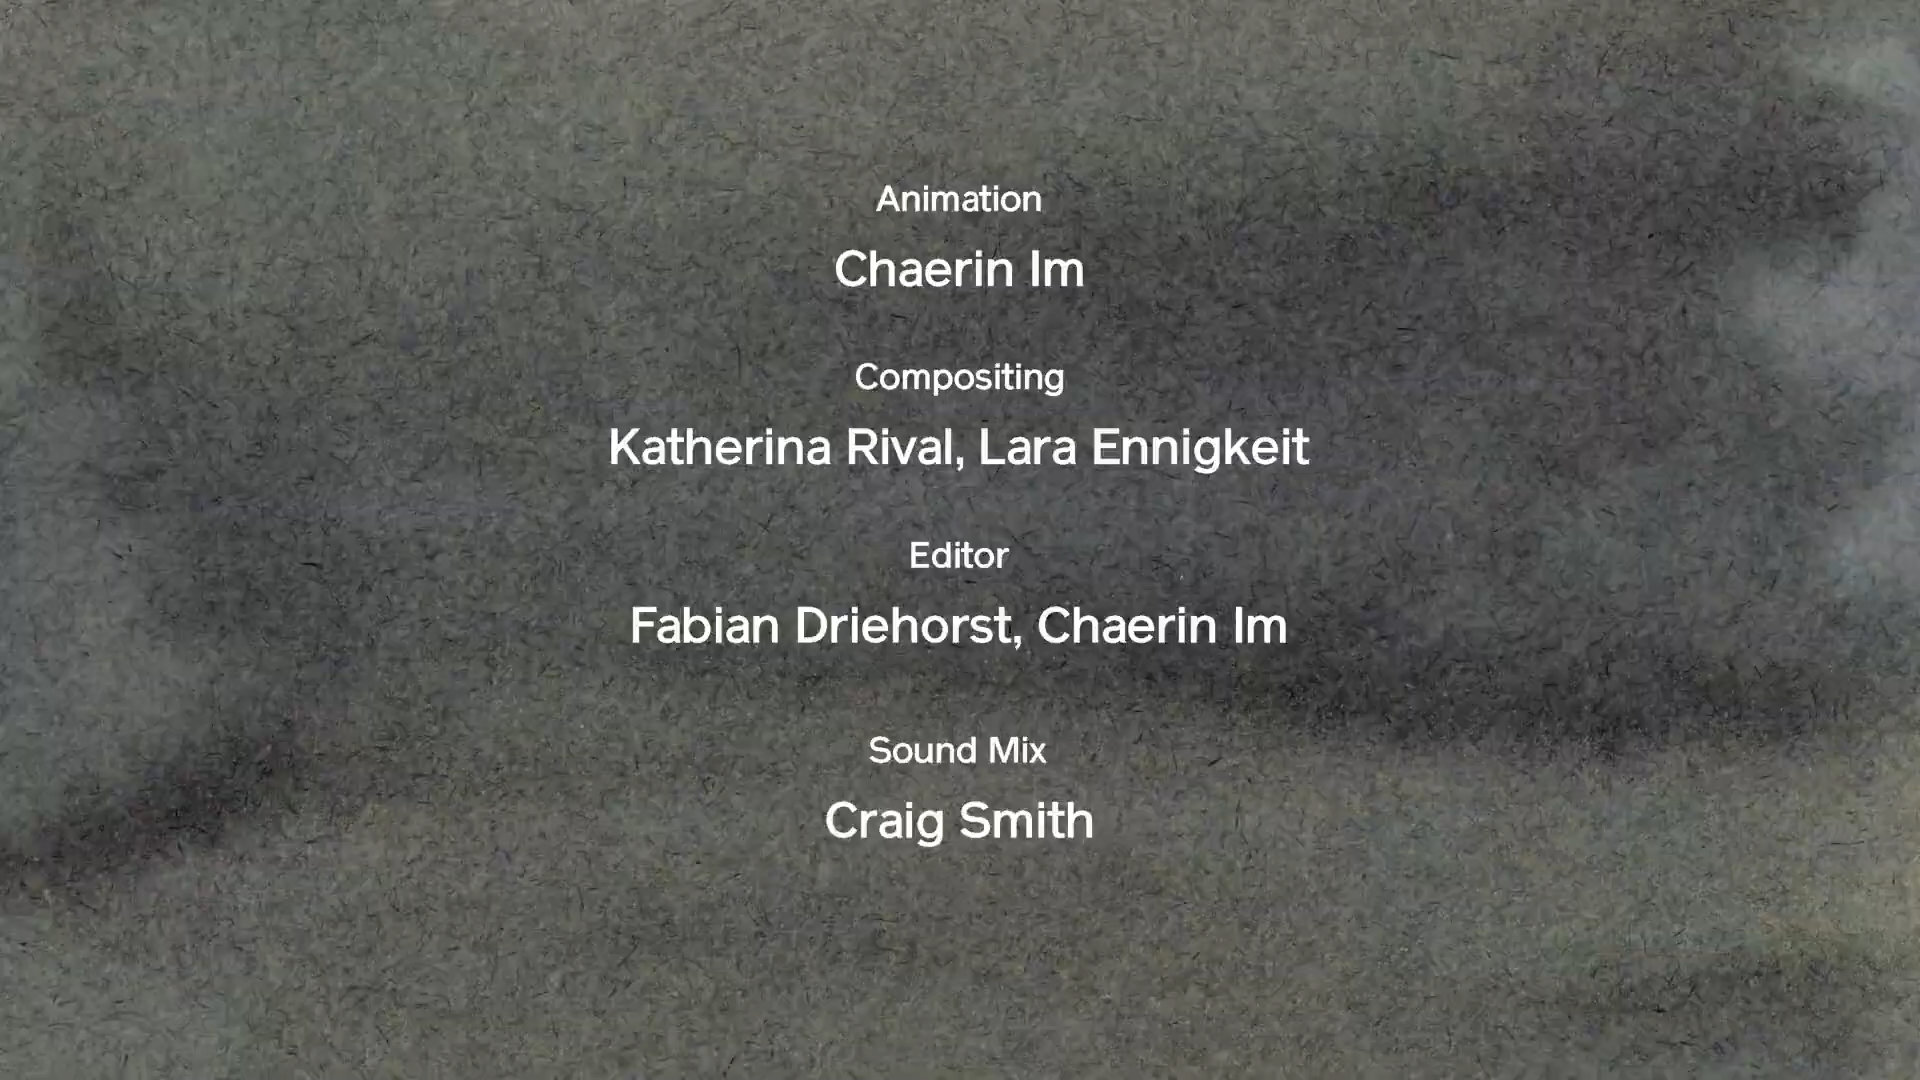 Animation
Chaerin Im
Compositing
Katherina Rival, Lara Ennigkeit
Editor
Fabian Driehorst, Chaerin Im
Sound Mix
Craig Smith